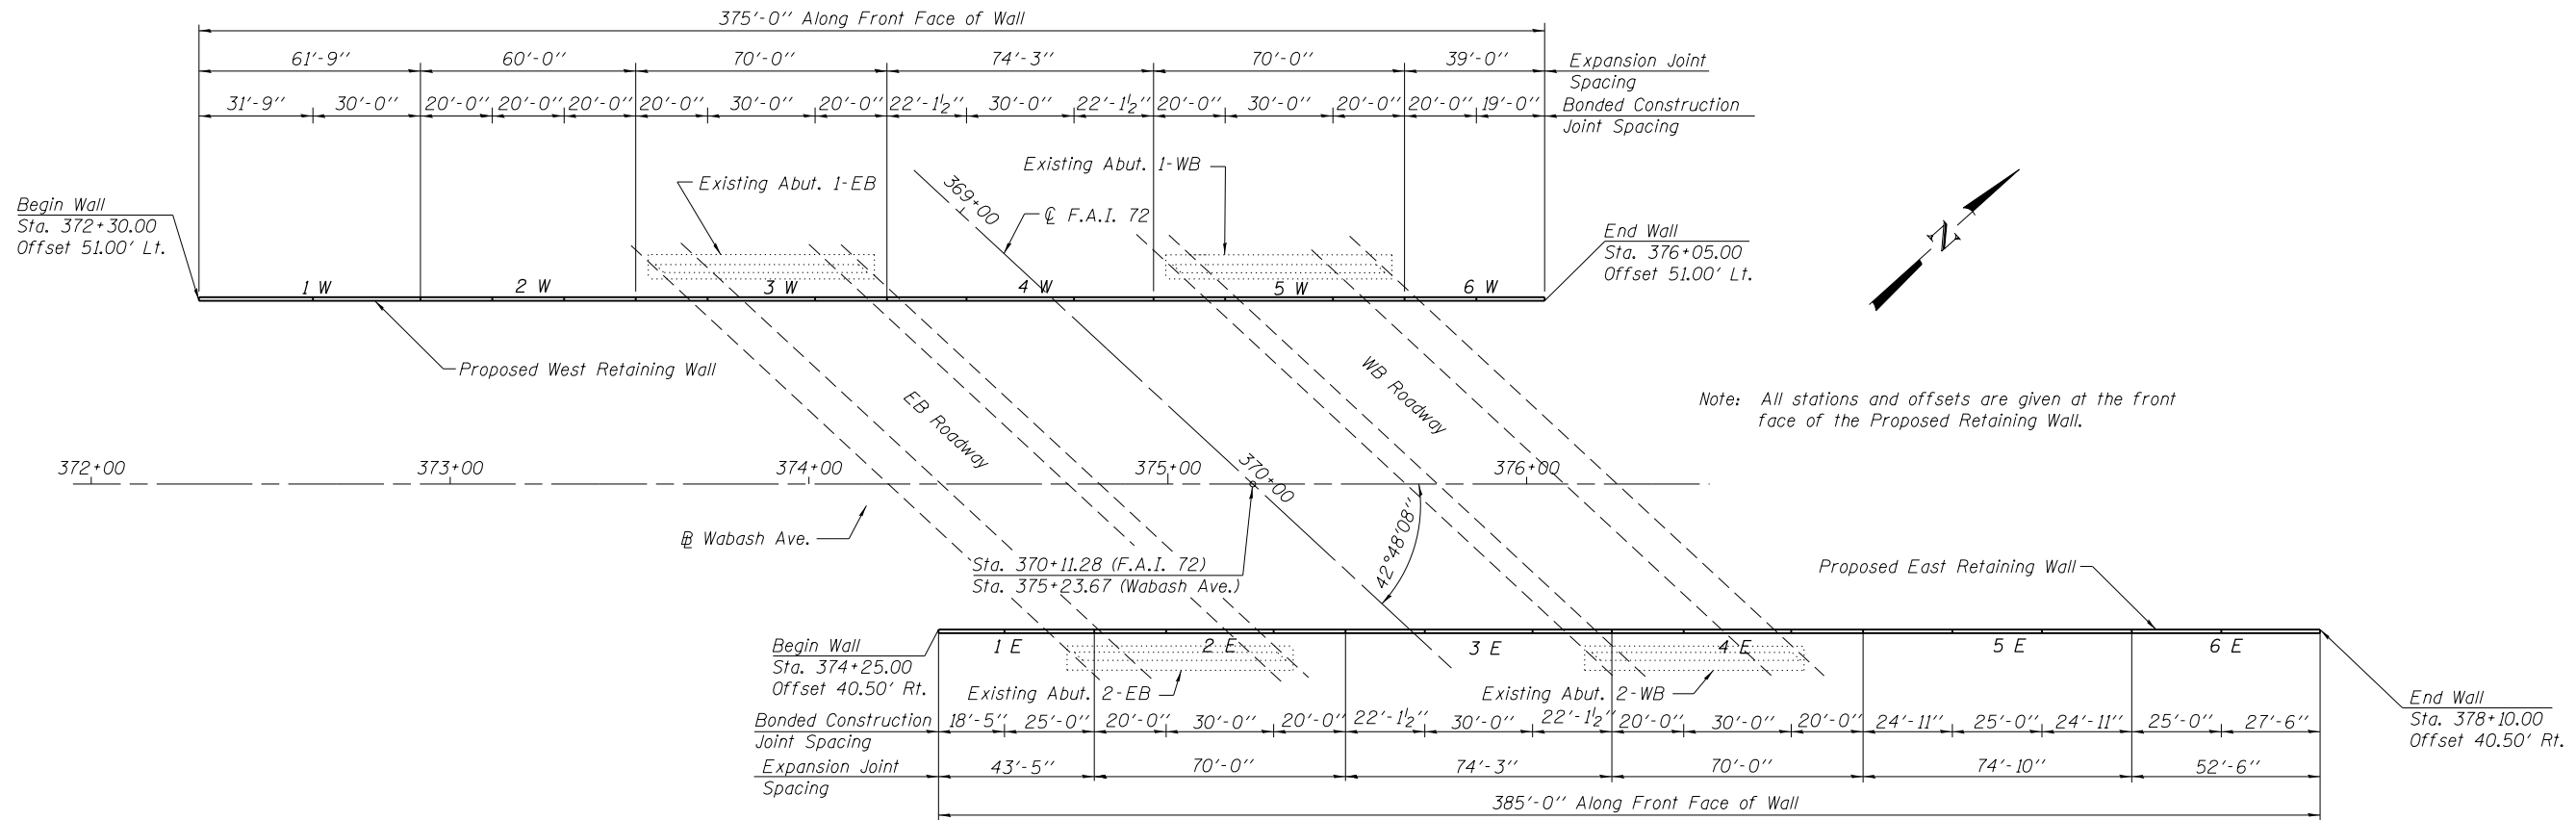 375'-0" Along Front Face of Wall
61'-9" 60'-0" 70'-0" 74'-3" 70'-0" 39'-0" Expansion Joint
Spacing
31'-9" 30'-0" 20'-0" 20'-0" 20'-0" 20'-0" 30'-0" 20'-0" 22'-1½" 30'-0" 22'-1½" 20'-0" 30'-0" 20'-0" 20'-0" 19'-0" Bonded Construction
Joint Spacing
Existing Abut. 1-EB
Existing Abut. 1-WB
369+00
℄ F.A.I. 72
Begin Wall
Sta. 372+30.00
Offset 51.00' Lt.
End Wall
Sta. 376+05.00
Offset 51.00' Lt.
N
1 W 2 W 3 W 4 W 5 W 6 W
Proposed West Retaining Wall
EB Roadway
WB Roadway
Note: All stations and offsets are given at the front
face of the Proposed Retaining Wall.
372+00 373+00 374+00 375+00 370+00 376+00
42°48'08"
℔ Wabash Ave.
Sta. 370+11.28 (F.A.I. 72)
Sta. 375+23.67 (Wabash Ave.)
Proposed East Retaining Wall
Begin Wall
Sta. 374+25.00
Offset 40.50' Rt.
1 E 2 E 3 E 4 E 5 E 6 E
Existing Abut. 2-EB
Existing Abut. 2-WB
End Wall
Sta. 378+10.00
Offset 40.50' Rt.
Bonded Construction 18'-5" 25'-0" 20'-0" 30'-0" 20'-0" 22'-1½" 30'-0" 22'-1½" 20'-0" 30'-0" 20'-0" 24'-11" 25'-0" 24'-11" 25'-0" 27'-6"
Joint Spacing
Expansion Joint 43'-5" 70'-0" 74'-3" 70'-0" 74'-10" 52'-6"
Spacing
385'-0" Along Front Face of Wall